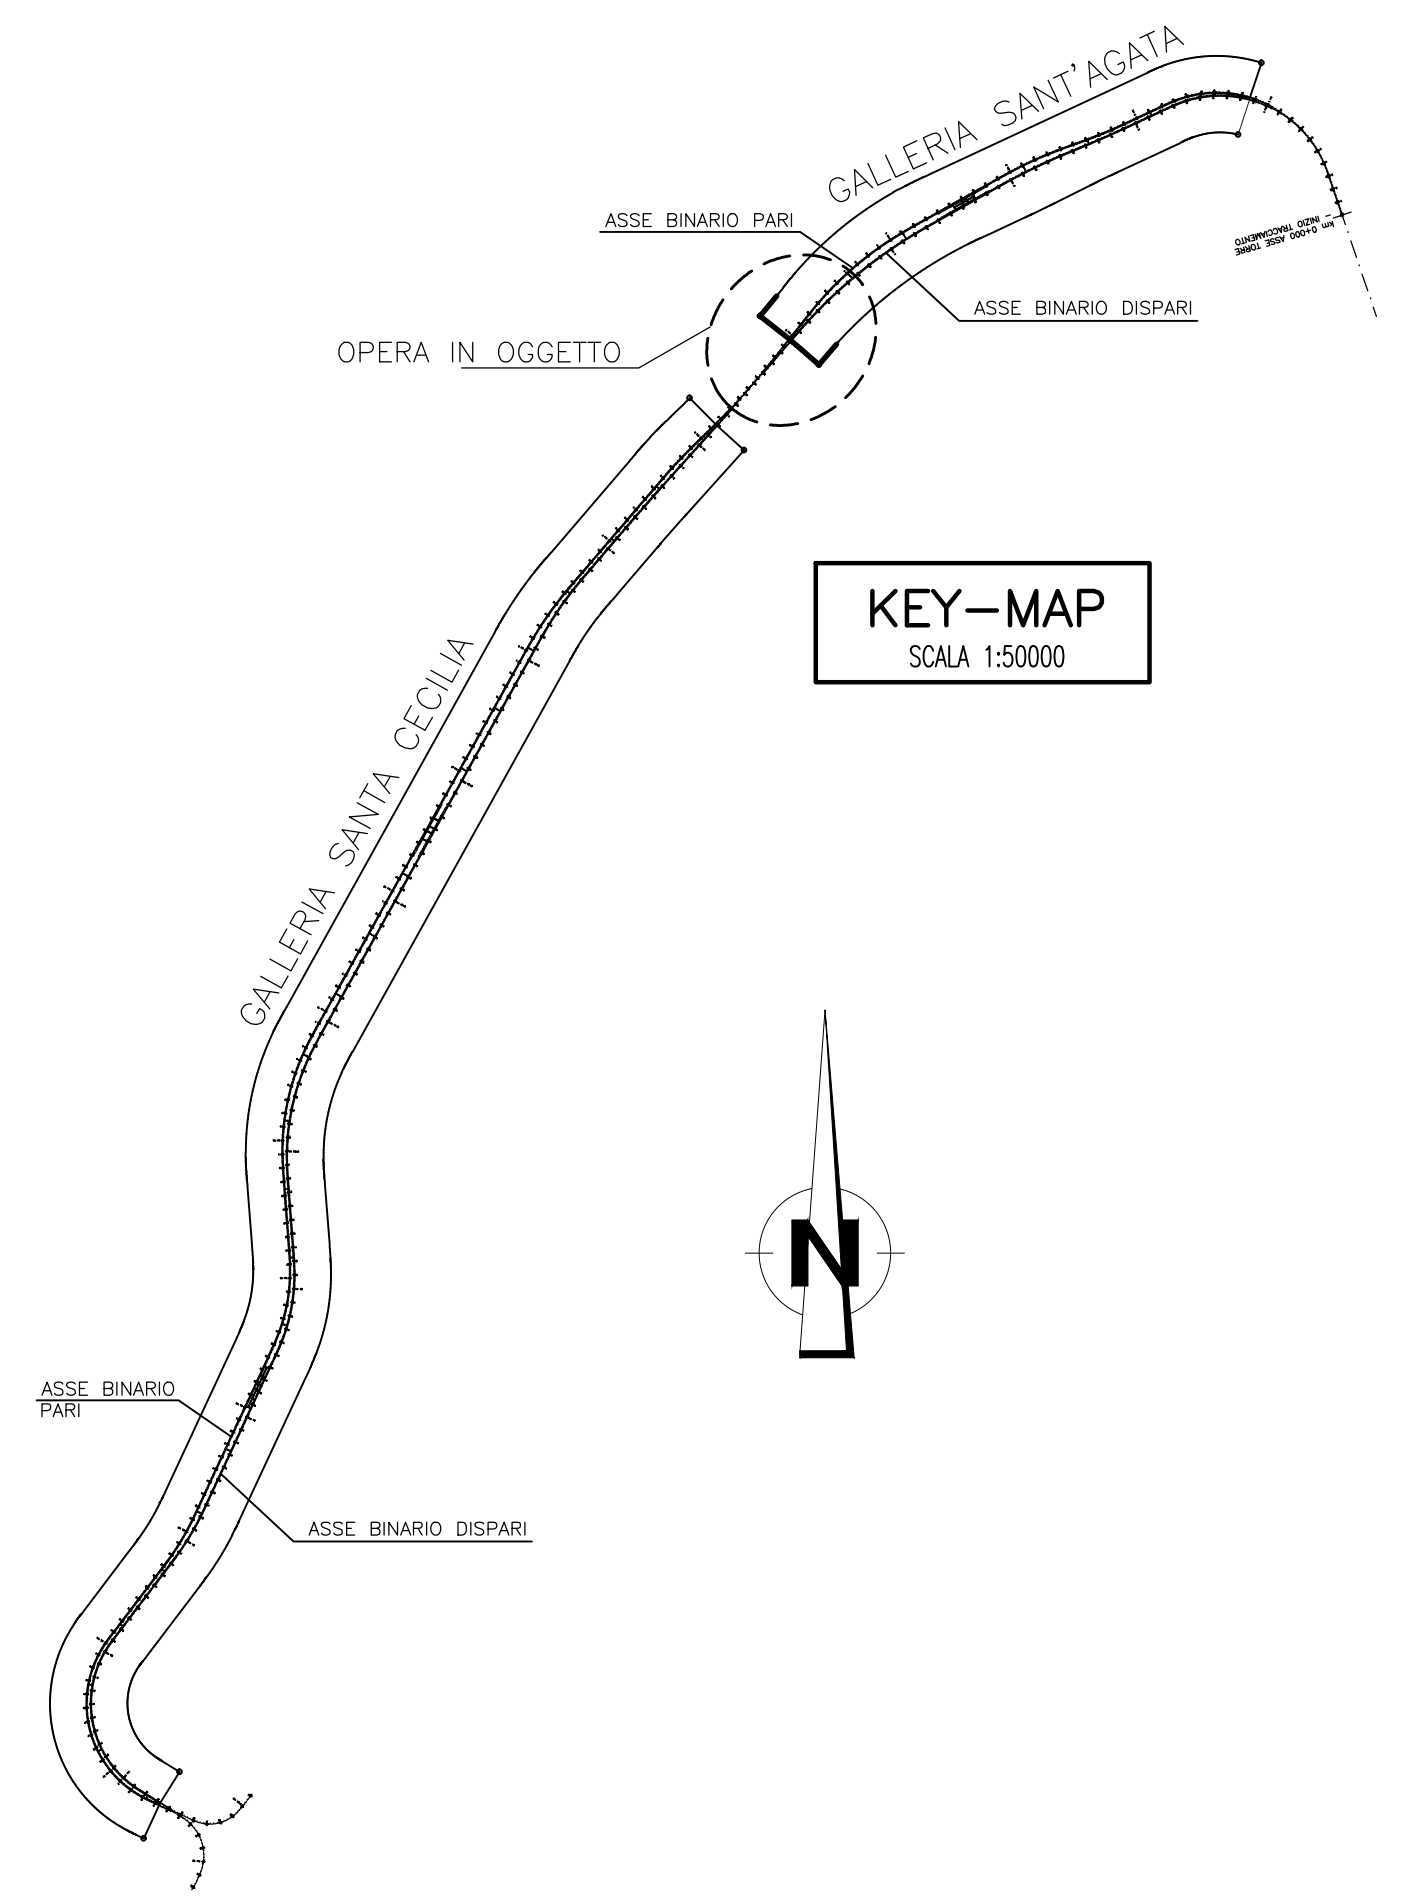 GALLERIA SANT'AGATA
ASSE BINARIO PARI
km 0+000 ASSE TORRE
INIZIO TRACCIAMENTO
ASSE BINARIO DISPARI
OPERA IN OGGETTO
KEY-MAP
SCALA 1:50000
GALLERIA SANTA CECILIA
N
ASSE BINARIO
PARI
ASSE BINARIO DISPARI